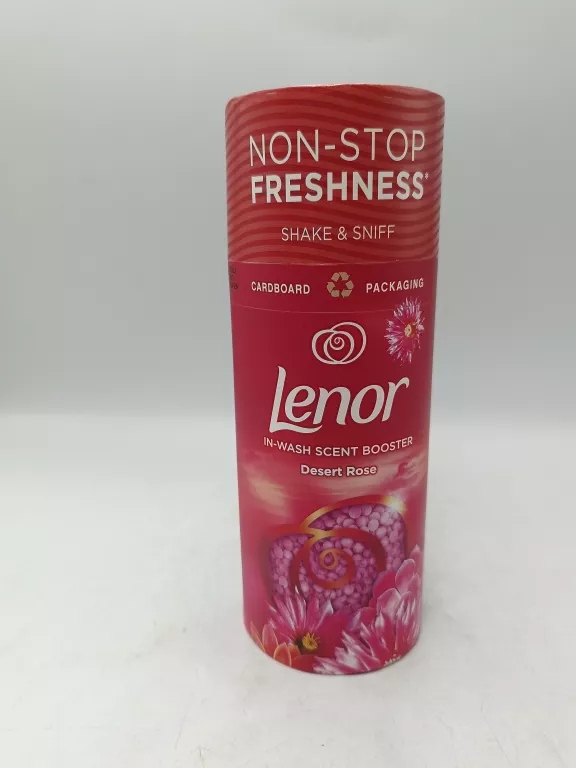 NON-STOP
FRESHNESS*
SHAKE & SNIFF
CARDBOARD PACKAGING
Lenor
IN-WASH SCENT BOOSTER
Desert Rose